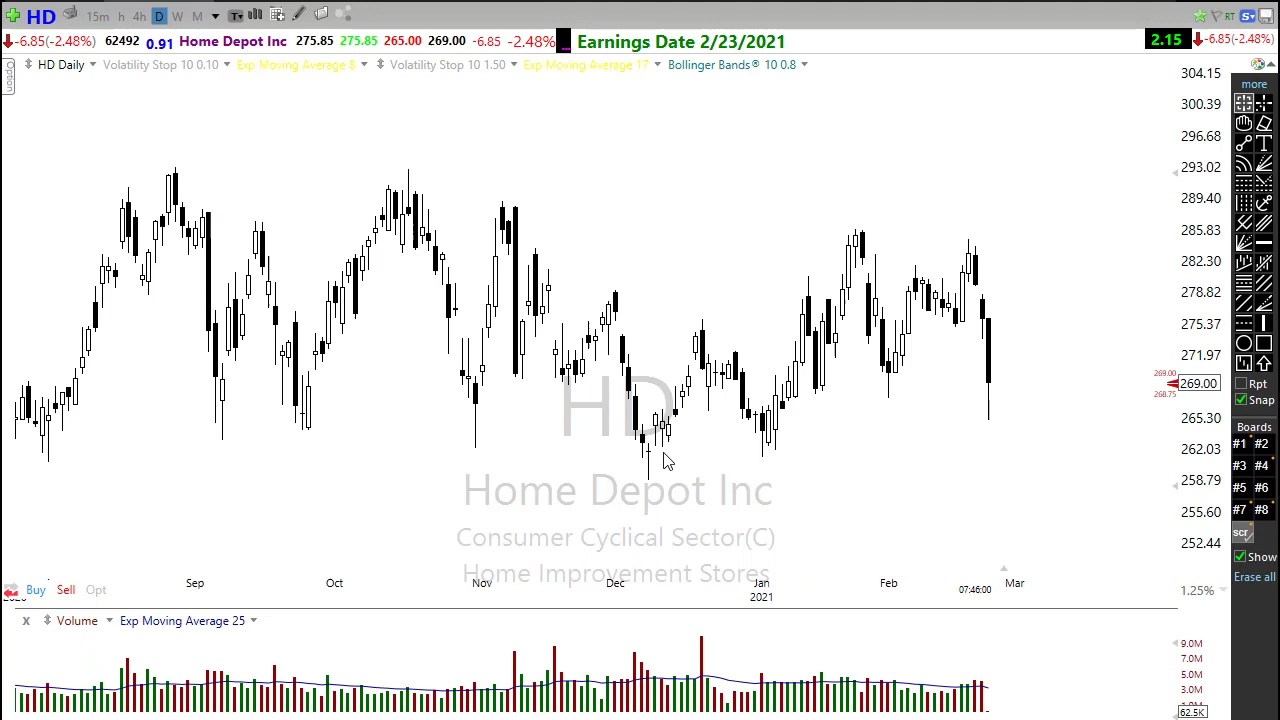 HD 15m h 4h D W M T RT S
-6.85(-2.48%) 62492 0.91 Home Depot Inc 275.85 275.85 265.00 269.00 -6.85 -2.48% ... Earnings Date 2/23/2021 2.15 -6.85(-2.48%)
Option
HD Daily Volatility Stop 10 0.10 Exp Moving Average 8 Volatility Stop 10 1.50 Exp Moving Average 17 Bollinger Bands® 10 0.8
304.15
300.39
296.68
293.02
289.40
285.83
282.30
278.82
275.37
271.97
269.00
269.00
268.75
265.30
262.03
258.79
255.60
252.44
HD
Home Depot Inc
Consumer Cyclical Sector(C)
Home Improvement Stores
Sep Oct Nov Dec Jan Feb Mar
2021
07:46:00
Buy Sell Opt
1.25%
x Volume Exp Moving Average 25
9.0M
7.0M
5.0M
3.0M
62.5K
more
T
Rpt
Snap
Boards
#1 #2
#3 #4
#5 #6
#7 #8
scr
Show
Erase all